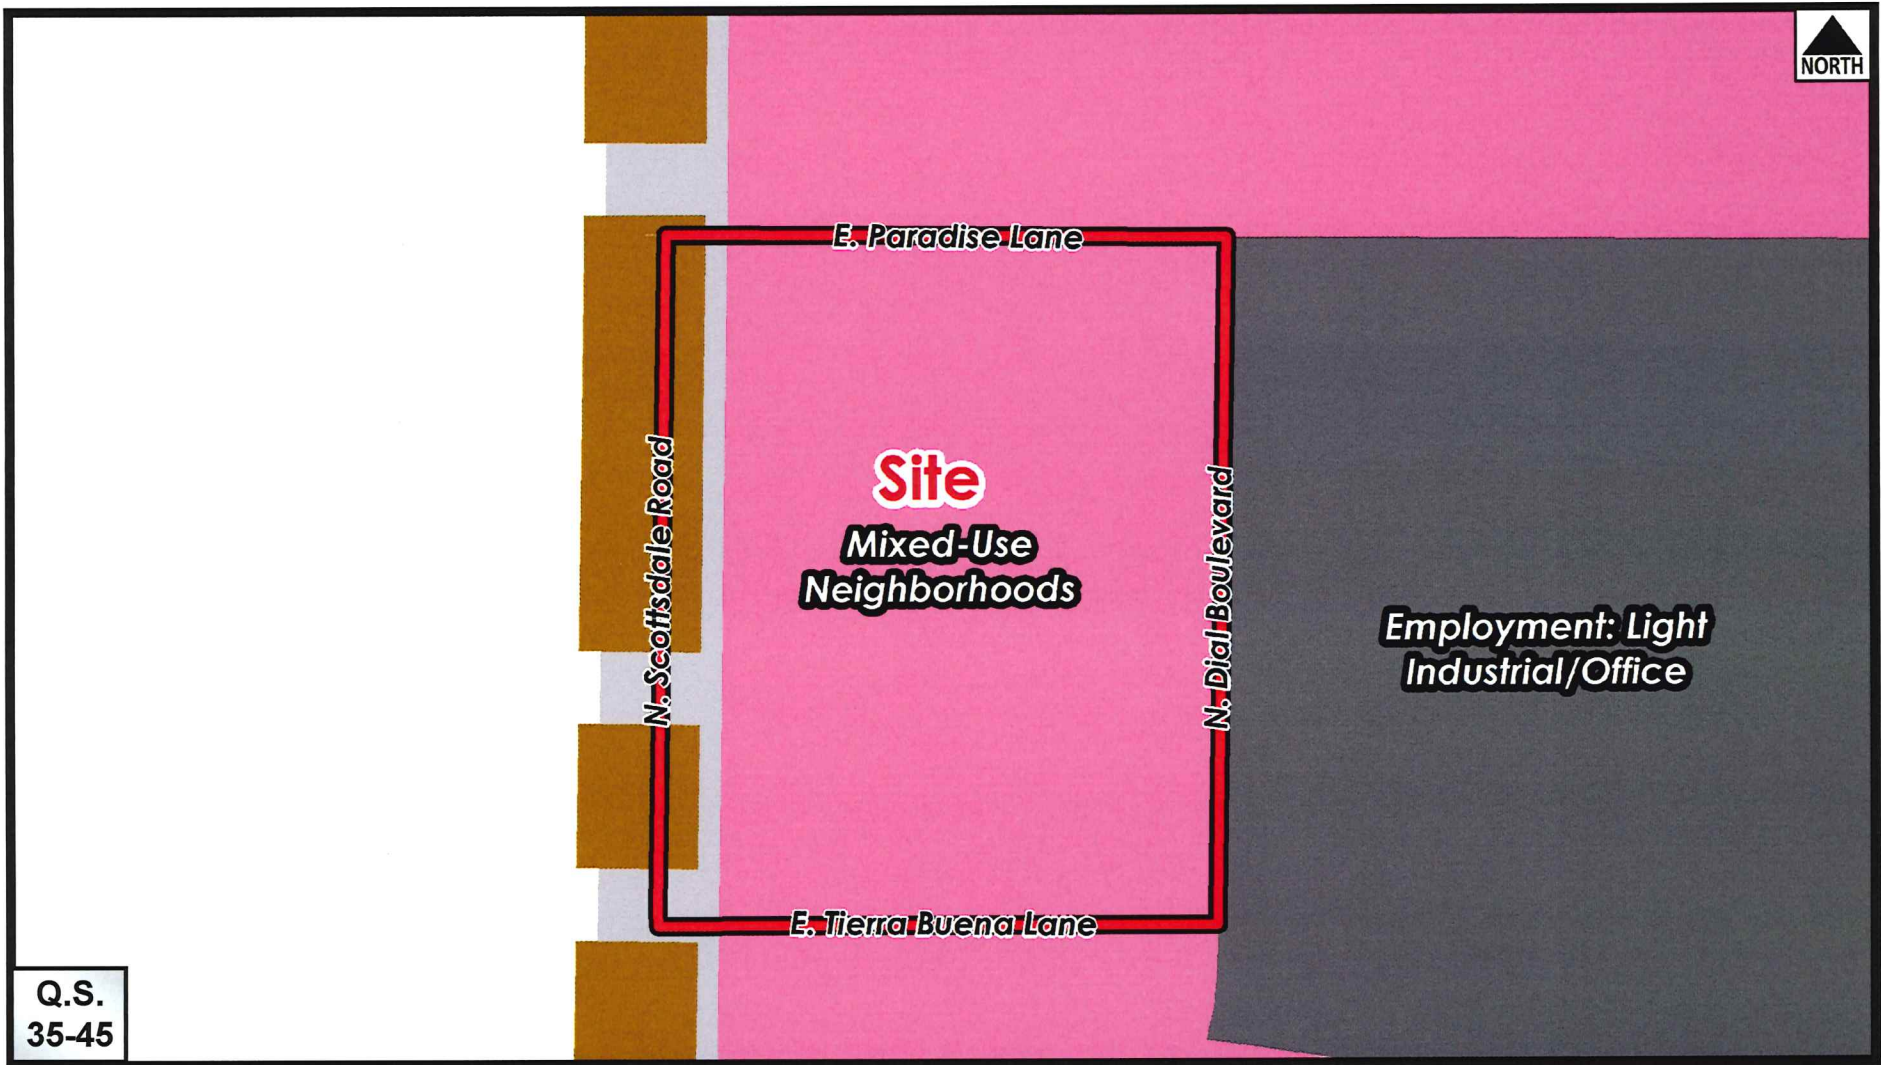 NORTH
E. Paradise Lane
N. Scottsdale Road
Site
Mixed-Use
Neighborhoods
N. Dial Boulevard
Employment: Light
Industrial/Office
E. Tierra Buena Lane
Q.S.
35-45